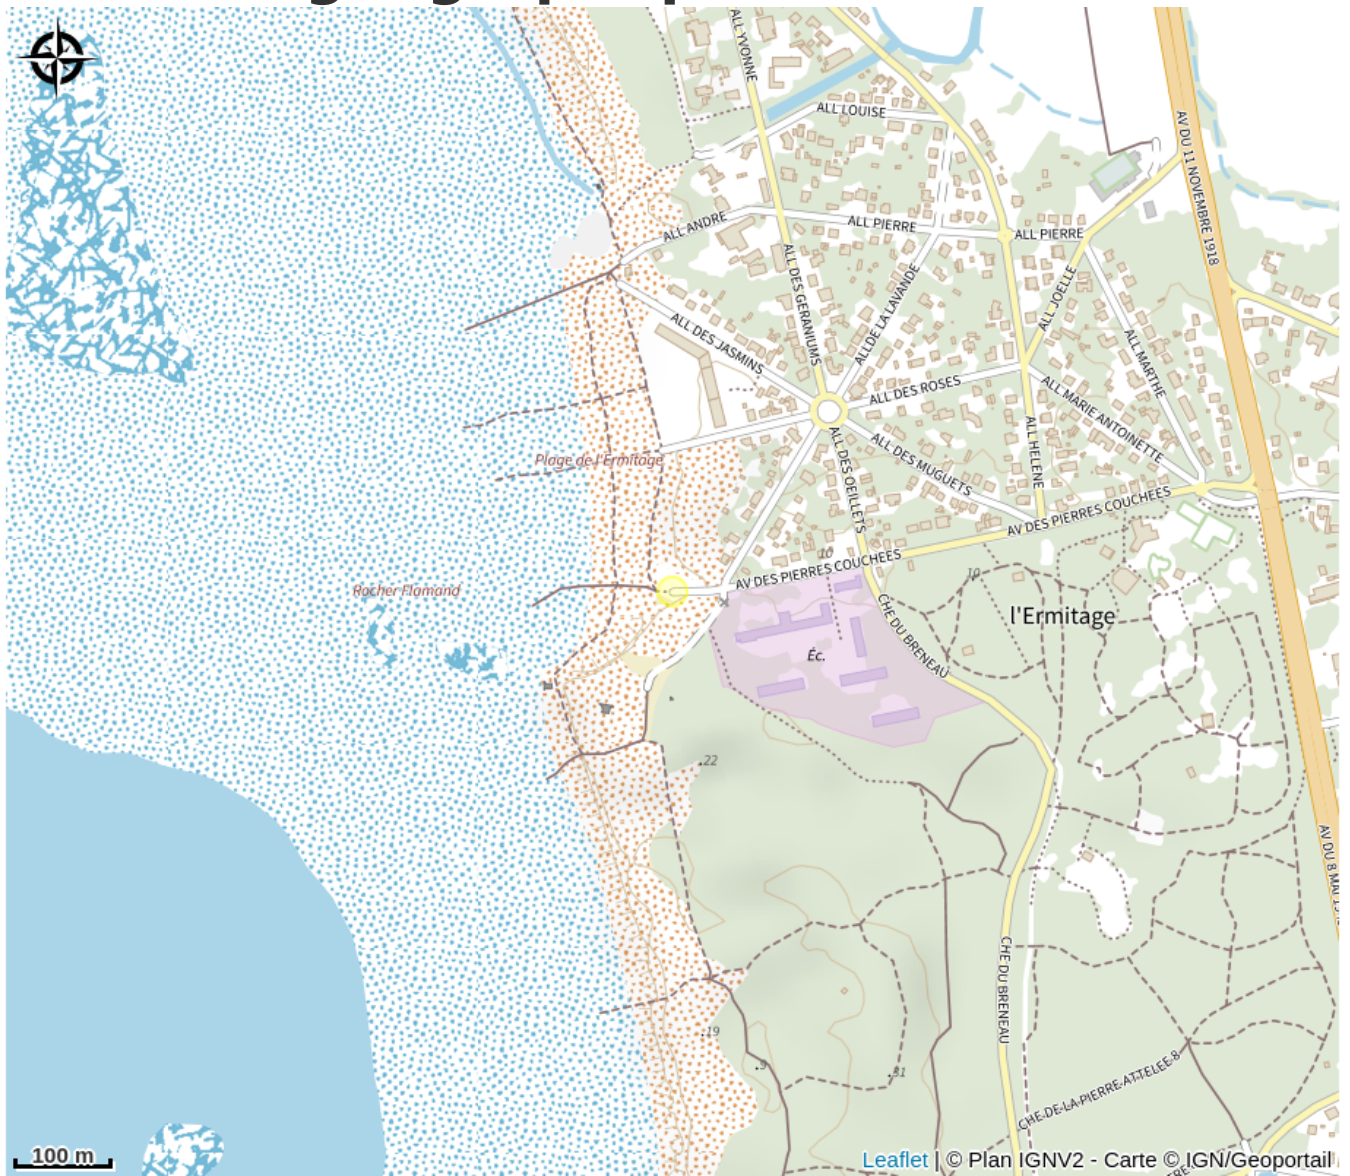 ALL YVONNE
ALL LOUISE
AV DU 11 NOVEMBRE 1918
ALL ANDRE
ALL PIERRE
ALL PIERRE
ALL DES GERANIUMS
ALL DE LA LAVANDE
ALL JOELLE
ALL DES JASMINS
ALL MARTHE
ALL DES ROSES
ALL MARIE ANTOINETTE
ALL HELENE
ALL DES OEILLETS
ALL DES MUGUETS
Plage de l'Ermitage
AV DES PIERRES COUCHEES
10
AV DES PIERRES COUCHEES
10
Rocher Flamand
CHE DU BRENEAU
l'Ermitage
Éc.
22
AV DU 8 MAI
CHE DU BRENEAU
19
9
31
CHE DE LA PIERRE ATTELEE 8
100 m
Leaflet | © Plan IGNV2 - Carte © IGN/Geoportail